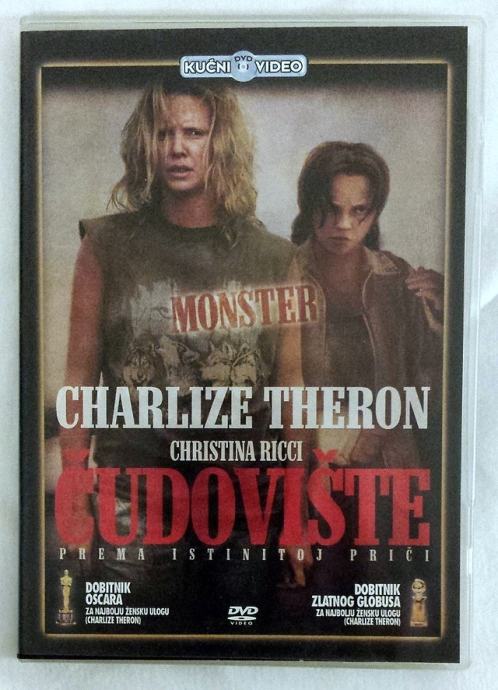 KUĆNI DVD VIDEO
MONSTER
CHARLIZE THERON
CHRISTINA RICCI
ČUDOVIŠTE
PREMA ISTINITOJ PRIČI
DOBITNIK
OSCARA
ZA NAJBOLJU ŽENSKU ULOGU
(CHARLIZE THERON)
DVD
VIDEO
DOBITNIK
ZLATNOG GLOBUSA
ZA NAJBOLJU ŽENSKU ULOGU
(CHARLIZE THERON)